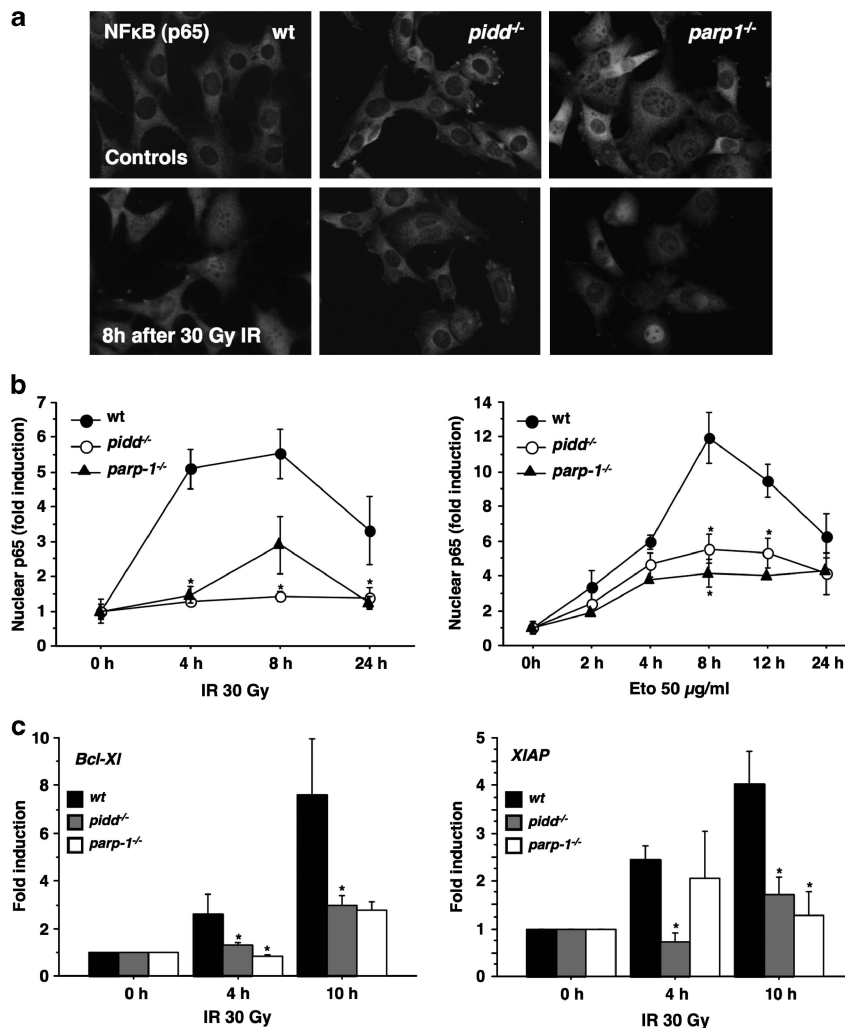 a
NFκB (p65) wt
pidd-/-
parp1-/-
Controls
8h after 30 Gy IR
b
Nuclear p65 (fold induction)
7
6
5
4
3
2
1
0
wt
pidd-/-
parp-1-/-
*
*
*
0 h 4 h 8 h 24 h
IR 30 Gy
Nuclear p65 (fold induction)
14
12
10
8
6
4
2
0
wt
pidd-/-
parp-1-/-
* *
*
0h 2 h 4 h 8 h 12 h 24 h
Eto 50 µg/ml
c
Fold induction
10
8
6
4
2
0
Bcl-Xl
wt
pidd-/-
parp-1-/-
* *
*
0 h 4 h 10 h
IR 30 Gy
Fold induction
5
4
3
2
1
0
XIAP
wt
pidd-/-
parp-1-/-
*
* *
0 h 4 h 10 h
IR 30 Gy